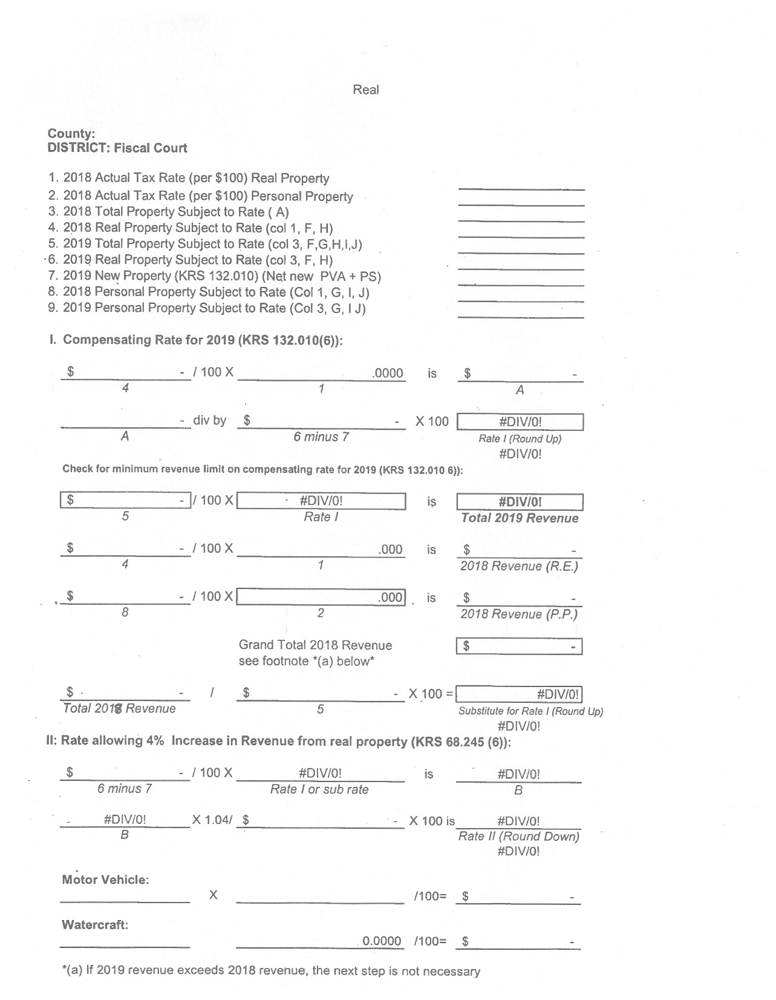 Real
County:
DISTRICT: Fiscal Court
1. 2018 Actual Tax Rate (per $100) Real Property
2. 2018 Actual Tax Rate (per $100) Personal Property
3. 2018 Total Property Subject to Rate ( A)
4. 2018 Real Property Subject to Rate (col 1, F, H)
5. 2019 Total Property Subject to Rate (col 3, F,G,H,I,J)
6. 2019 Real Property Subject to Rate (col 3, F, H)
7. 2019 New Property (KRS 132.010) (Net new PVA + PS)
8. 2018 Personal Property Subject to Rate (Col 1, G, I, J)
9. 2019 Personal Property Subject to Rate (Col 3, G, I J)
I. Compensating Rate for 2019 (KRS 132.010(6)):
$ - / 100 X .0000 is $ -
4 1 A
- div by $ - X 100 #DIV/0!
A 6 minus 7 Rate I (Round Up)
#DIV/0!
Check for minimum revenue limit on compensating rate for 2019 (KRS 132.010 6)):
$ - / 100 X #DIV/0! is #DIV/0!
5 Rate I Total 2019 Revenue
$ - / 100 X .000 is $ -
4 1 2018 Revenue (R.E.)
$ - / 100 X .000 is $ -
8 2 2018 Revenue (P.P.)
Grand Total 2018 Revenue $ -
see footnote *(a) below*
$ - / $ - X 100 = #DIV/0!
Total 2018 Revenue 5 Substitute for Rate I (Round Up)
#DIV/0!
II: Rate allowing 4% Increase in Revenue from real property (KRS 68.245 (6)):
$ - / 100 X #DIV/0! is #DIV/0!
6 minus 7 Rate I or sub rate B
- #DIV/0! X 1.04/ $ - X 100 is #DIV/0!
B Rate II (Round Down)
#DIV/0!
Motor Vehicle:
X /100= $ -
Watercraft:
0.0000 /100= $ -
*(a) If 2019 revenue exceeds 2018 revenue, the next step is not necessary